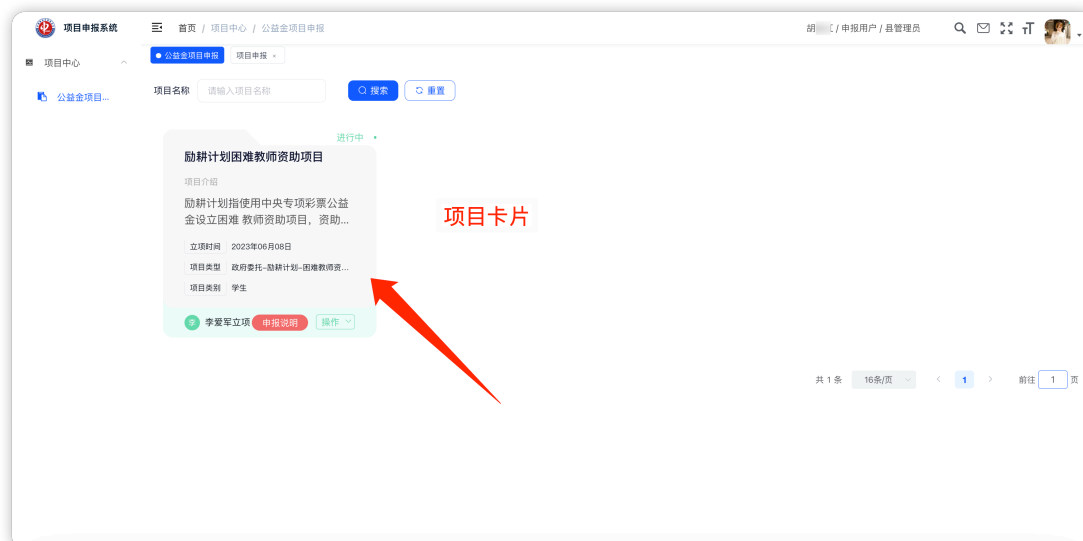 项目申报系统
首页 / 项目中心 / 公益金项目申报
胡 / 申报用户 / 县管理员
项目中心
公益金项目申报
项目申报 ×
公益金项目...
项目名称
请输入项目名称
搜索
重置
进行中
励耕计划困难教师资助项目
项目介绍
励耕计划指使用中央专项彩票公益
金设立困难 教师资助项目，资助...
项目卡片
立项时间 2023年06月08日
项目类型 政府委托-励耕计划-困难教师资...
项目类别 学生
李 李爱军立项 申报说明 操作
共 1 条 16条/页 < 1 > 前往 1 页